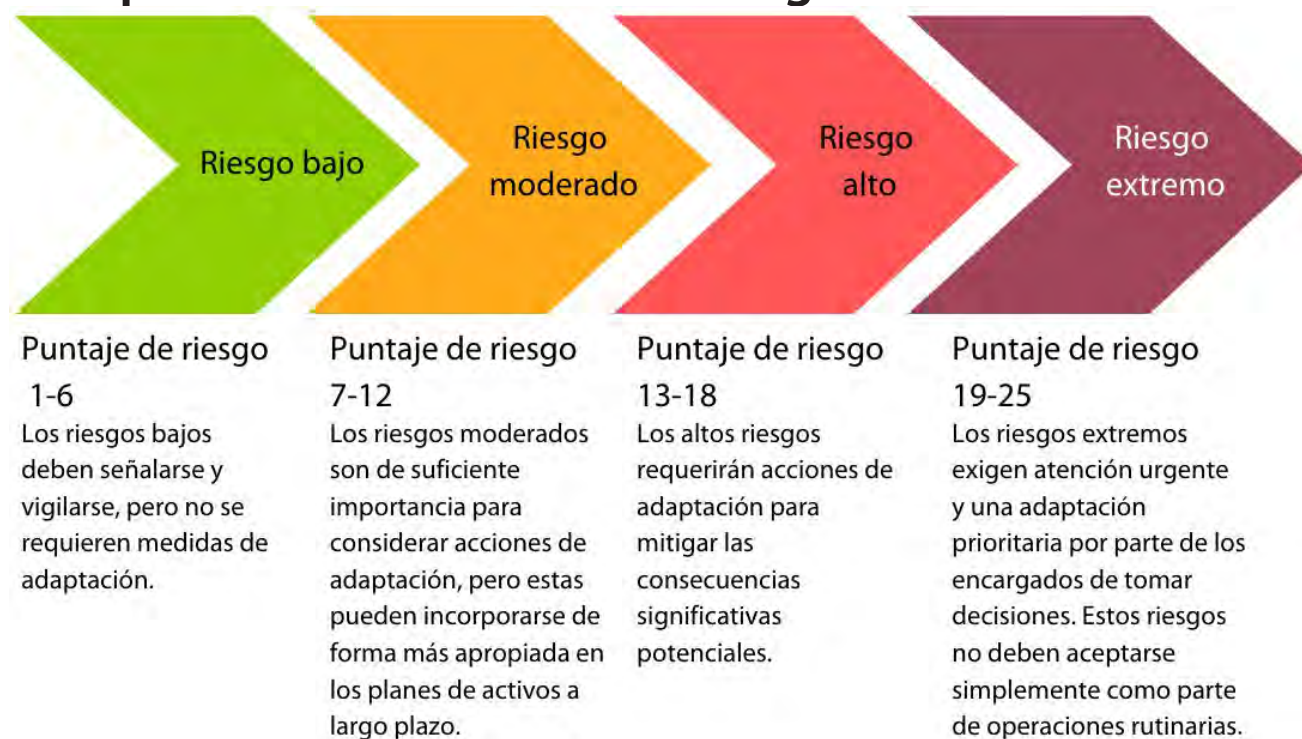 Riesgo bajo
Riesgo
moderado
Riesgo
alto
Riesgo
extremo
Puntaje de riesgo
1-6
Los riesgos bajos
deben señalarse y
vigilarse, pero no se
requieren medidas de
adaptación.
Puntaje de riesgo
7-12
Los riesgos moderados
son de suficiente
importancia para
considerar acciones de
adaptación, pero estas
pueden incorporarse de
forma más apropiada en
los planes de activos a
largo plazo.
Puntaje de riesgo
13-18
Los altos riesgos
requerirán acciones de
adaptación para
mitigar las
consecuencias
significativas
potenciales.
Puntaje de riesgo
19-25
Los riesgos extremos
exigen atención urgente
y una adaptación
prioritaria por parte de los
encargados de tomar
decisiones. Estos riesgos
no deben aceptarse
simplemente como parte
de operaciones rutinarias.